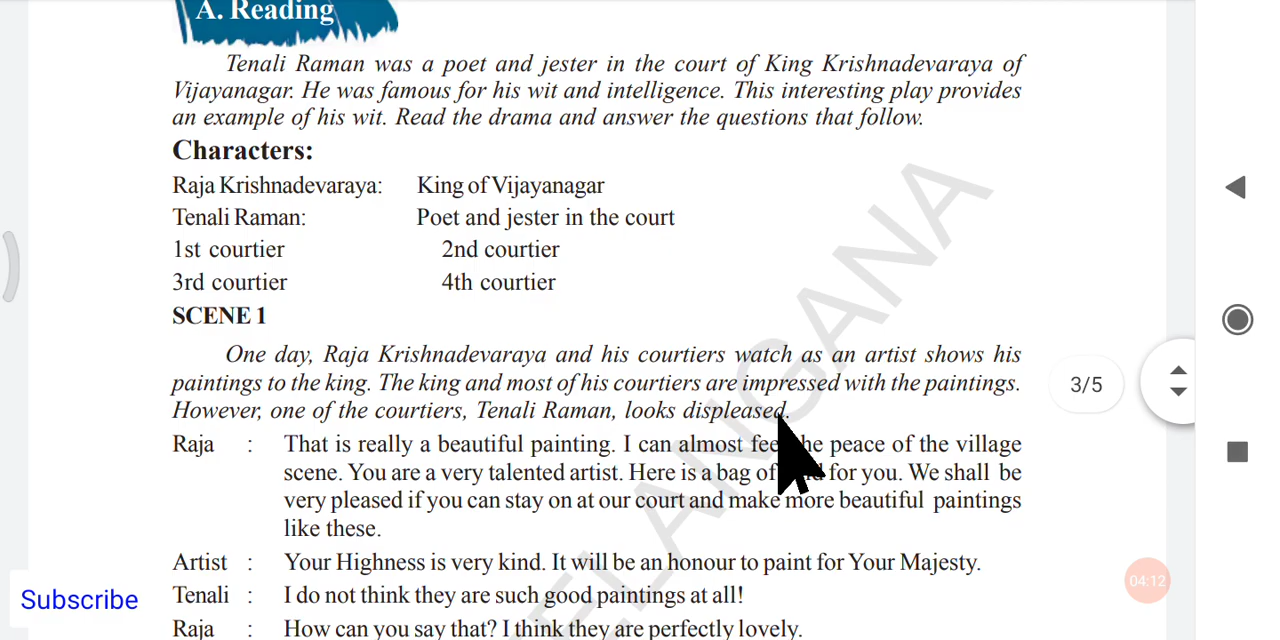 A. Reading
Tenali Raman was a poet and jester in the court of King Krishnadevaraya of
Vijayanagar. He was famous for his wit and intelligence. This interesting play provides
an example of his wit. Read the drama and answer the questions that follow.
Characters:
Raja Krishnadevaraya: King of Vijayanagar
Tenali Raman: Poet and jester in the court
1st courtier 2nd courtier
3rd courtier 4th courtier
SCENE 1
One day, Raja Krishnadevaraya and his courtiers watch as an artist shows his
paintings to the king. The king and most of his courtiers are impressed with the paintings.
However, one of the courtiers, Tenali Raman, looks displeased.
3/5
Raja : That is really a beautiful painting. I can almost feel the peace of the village
scene. You are a very talented artist. Here is a bag of for you. We shall be
very pleased if you can stay on at our court and make more beautiful paintings
like these.
Artist : Your Highness is very kind. It will be an honour to paint for Your Majesty.
Tenali : I do not think they are such good paintings at all!
Raja : How can you say that? I think they are perfectly lovely.
Subscribe
04:12
TELANGANA